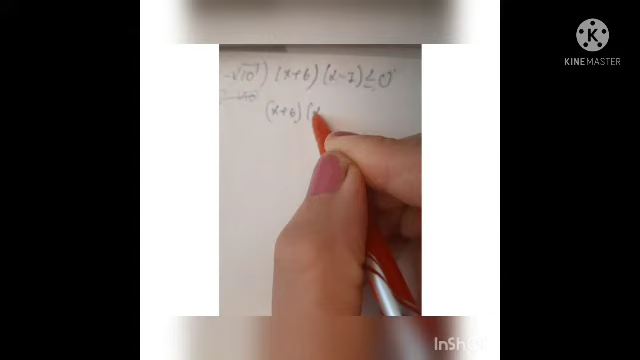 -√10) (x+6) (x-7) ≤ 0
(x+6) (x
KINEMASTER
InShOt